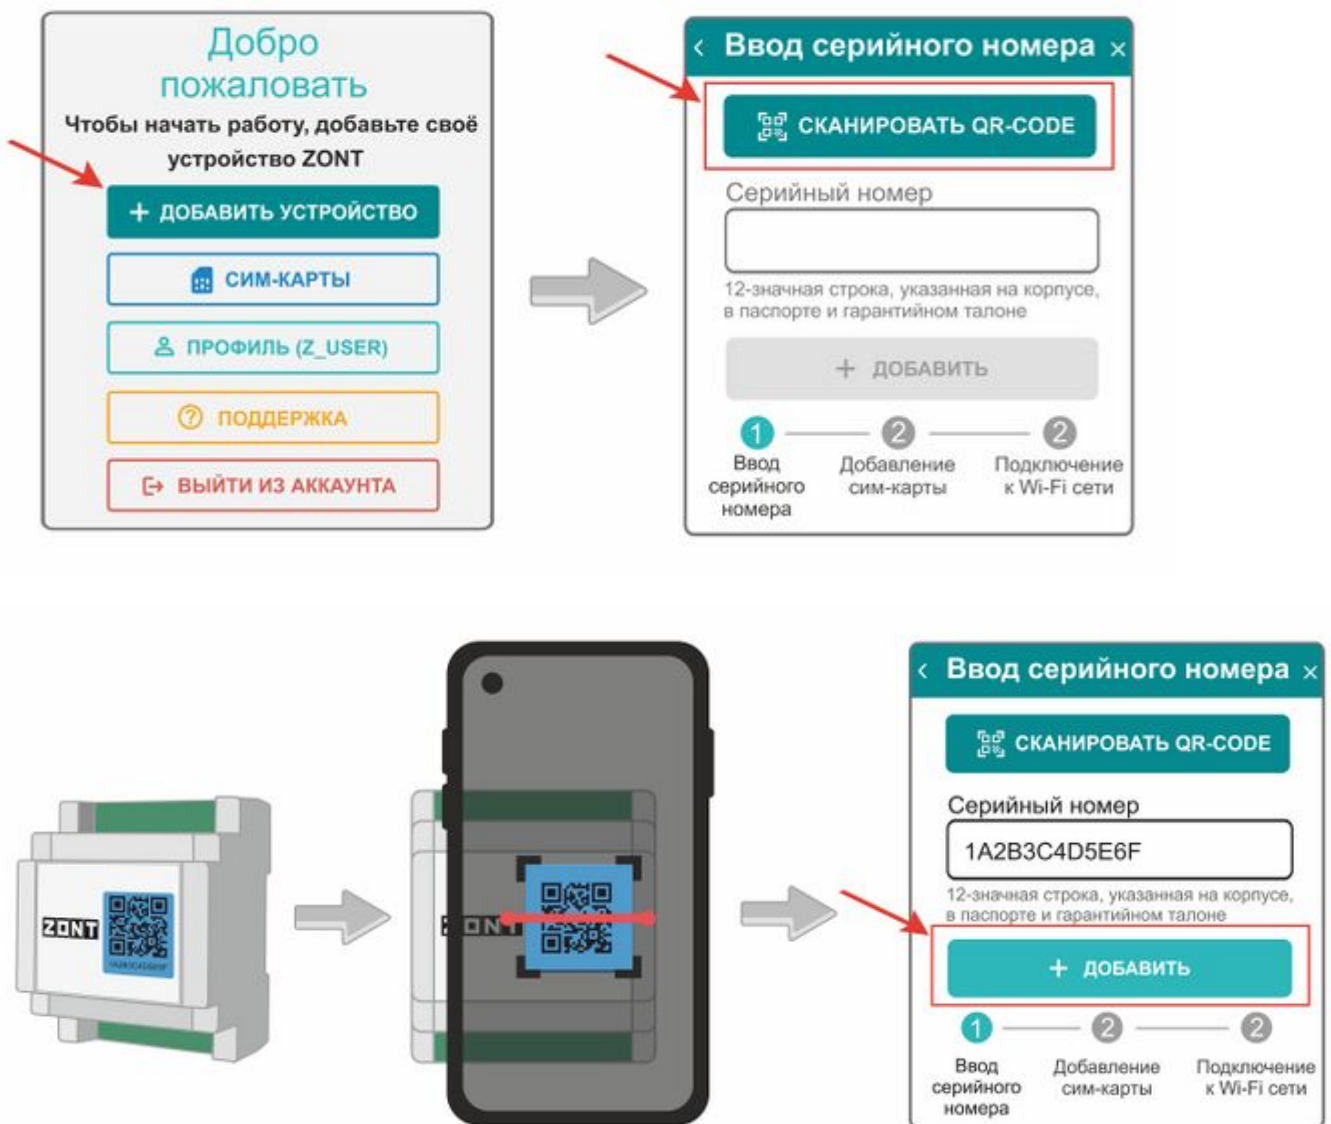 Добро
пожаловать
Чтобы начать работу, добавьте своё
устройство ZONT
+ ДОБАВИТЬ УСТРОЙСТВО
СИМ-КАРТЫ
ПРОФИЛЬ (Z_USER)
ПОДДЕРЖКА
ВЫЙТИ ИЗ АККАУНТА
Ввод серийного номера
СКАНИРОВАТЬ QR-CODE
Серийный номер
12-значная строка, указанная на корпусе,
в паспорте и гарантийном талоне
+ ДОБАВИТЬ
1 2 2
Ввод серийного номера
Добавление сим-карты
Подключение к Wi-Fi сети
ZONT
1A2B3C4D5E6F
ZONT
Ввод серийного номера
СКАНИРОВАТЬ QR-CODE
Серийный номер
1A2B3C4D5E6F
12-значная строка, указанная на корпусе,
в паспорте и гарантийном талоне
+ ДОБАВИТЬ
1 2 2
Ввод серийного номера
Добавление сим-карты
Подключение к Wi-Fi сети